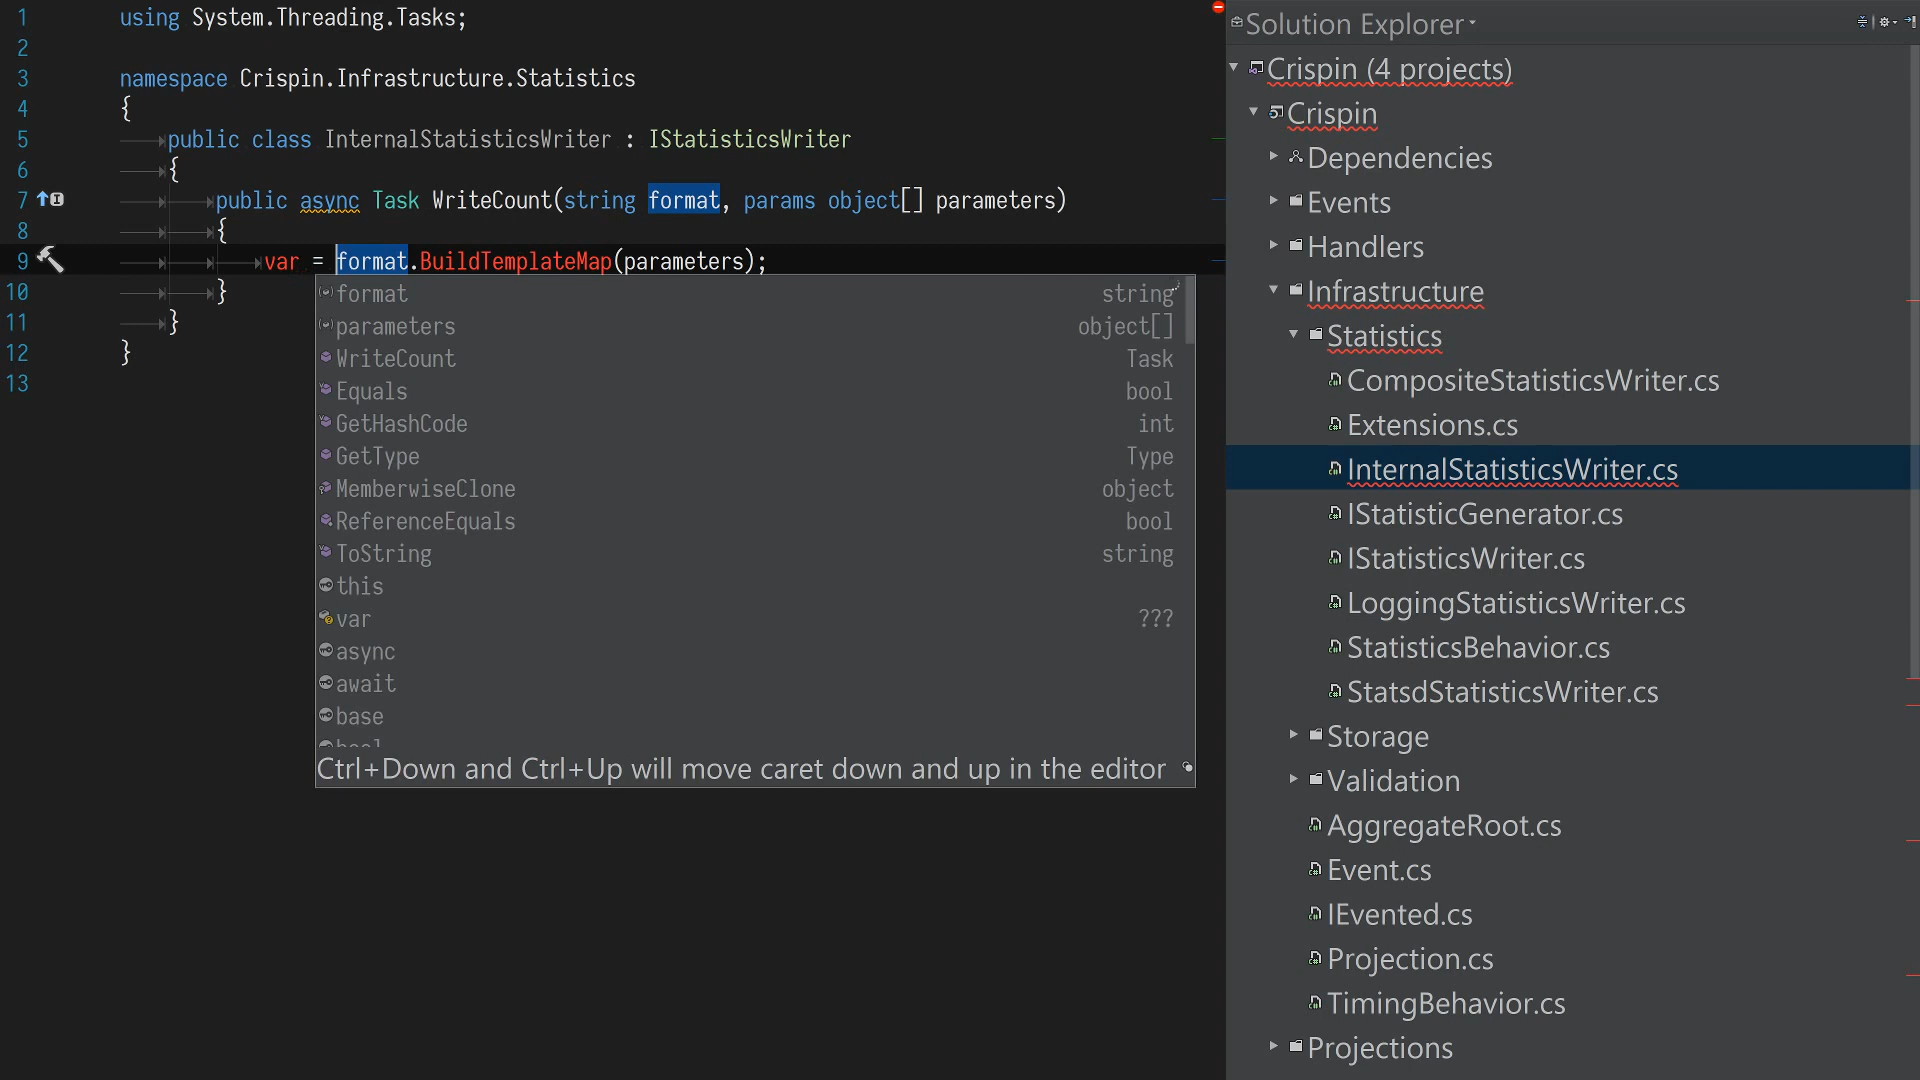 1 using System.Threading.Tasks;
2
3 namespace Crispin.Infrastructure.Statistics
4 {
5 public class InternalStatisticsWriter : IStatisticsWriter
6 {
7 public async Task WriteCount(string format, params object[] parameters)
8 {
9 var = format.BuildTemplateMap(parameters);
10 }
11 }
12 }
13
format string
parameters object[]
WriteCount Task
Equals bool
GetHashCode int
GetType Type
MemberwiseClone object
ReferenceEquals bool
ToString string
this
var ???
async
await
base
bool
Ctrl+Down and Ctrl+Up will move caret down and up in the editor
Solution Explorer
Crispin (4 projects)
Crispin
Dependencies
Events
Handlers
Infrastructure
Statistics
CompositeStatisticsWriter.cs
Extensions.cs
InternalStatisticsWriter.cs
IStatisticGenerator.cs
IStatisticsWriter.cs
LoggingStatisticsWriter.cs
StatisticsBehavior.cs
StatsdStatisticsWriter.cs
Storage
Validation
AggregateRoot.cs
Event.cs
IEvented.cs
Projection.cs
TimingBehavior.cs
Projections